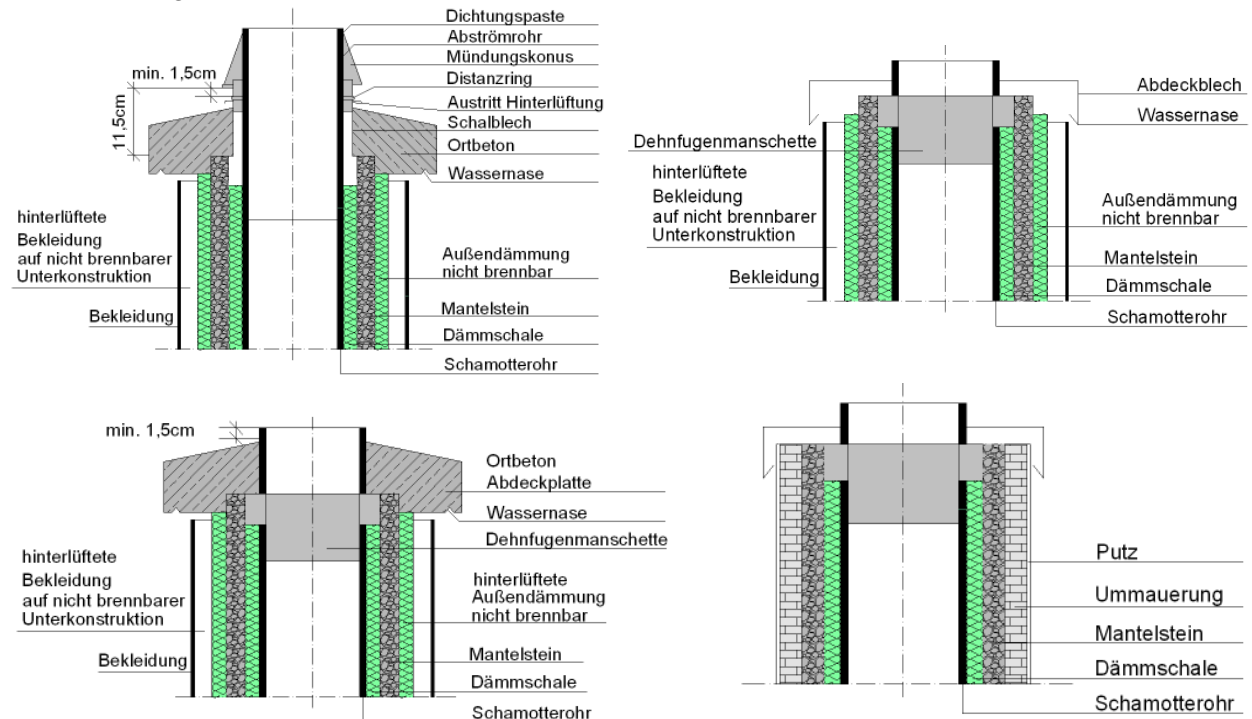 Dichtungspaste
Abströmrohr
Mündungskonus
min. 1,5cm
Distanzring
Austritt Hinterlüftung
11,5cm
Schalblech
Ortbeton
Wassernase
hinterlüftete
Bekleidung
auf nicht brennbarer
Unterkonstruktion
Außendämmung
nicht brennbar
Bekleidung
Mantelstein
Dämmschale
Schamotterohr
Abdeckblech
Wassernase
Dehnfugenmanschette
hinterlüftete
Bekleidung
auf nicht brennbarer
Unterkonstruktion
Außendämmung
nicht brennbar
Mantelstein
Bekleidung
Dämmschale
Schamotterohr
min. 1,5cm
Ortbeton
Abdeckplatte
Wassernase
Dehnfugenmanschette
hinterlüftete
Bekleidung
auf nicht brennbarer
Unterkonstruktion
hinterlüftete
Außendämmung
nicht brennbar
Bekleidung
Mantelstein
Dämmschale
Schamotterohr
Putz
Ummauerung
Mantelstein
Dämmschale
Schamotterohr